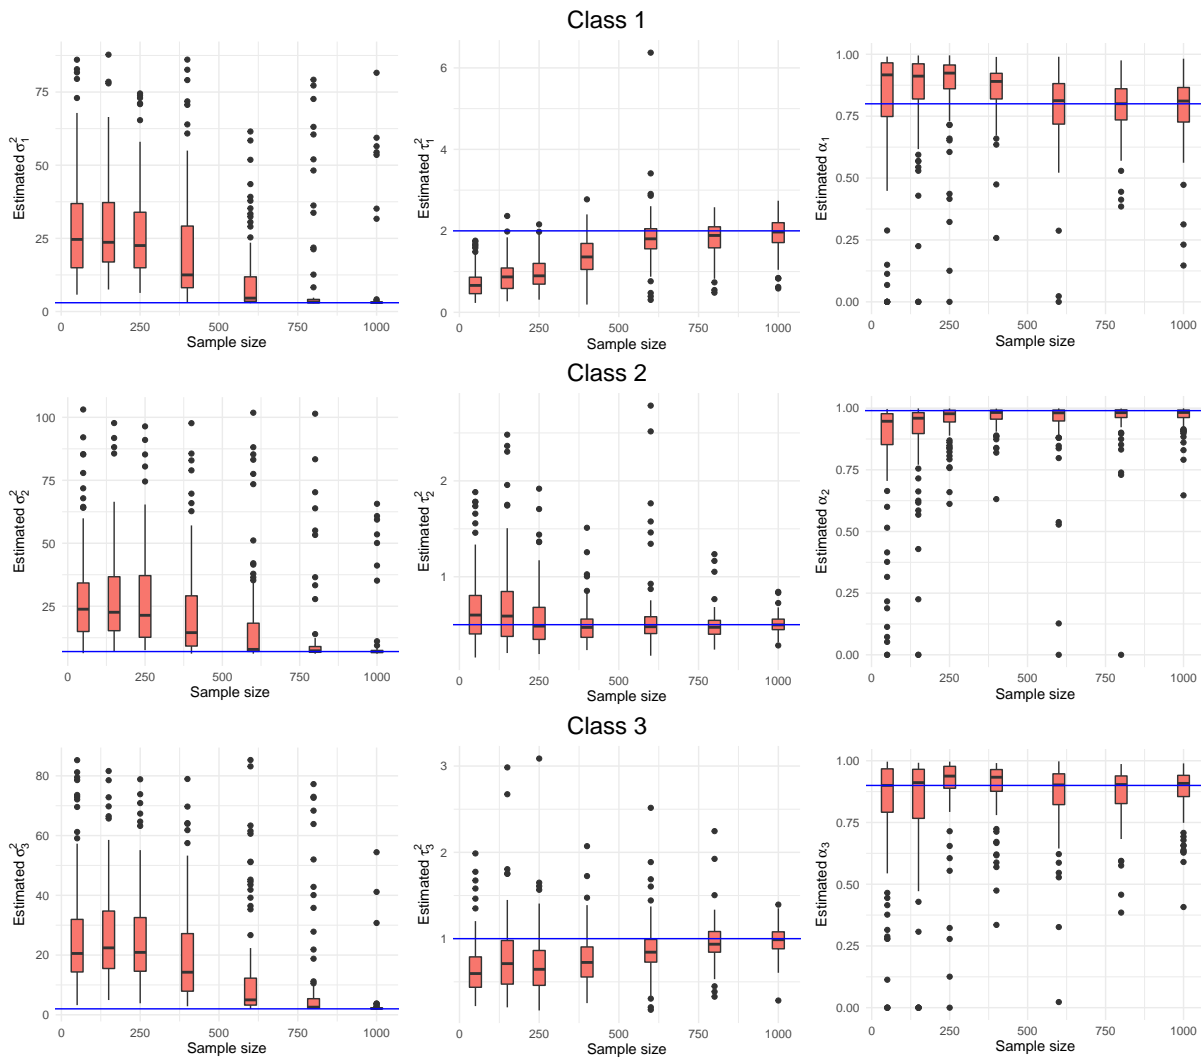 Class 1
Estimated σ₁²
75
50
25
0
0 250 500 750 1000
Sample size
Estimated τ₁²
6
4
2
0
0 250 500 750 1000
Sample size
Estimated α₁
1.00
0.75
0.50
0.25
0.00
0 250 500 750 1000
Sample size
Class 2
Estimated σ₂²
100
75
50
25
0 250 500 750 1000
Sample size
Estimated τ₂²
2
1
0 250 500 750 1000
Sample size
Estimated α₂
1.00
0.75
0.50
0.25
0.00
0 250 500 750 1000
Sample size
Class 3
Estimated σ₃²
80
60
40
20
0
0 250 500 750 1000
Sample size
Estimated τ₃²
3
2
1
0
0 250 500 750 1000
Sample size
Estimated α₃
1.00
0.75
0.50
0.25
0.00
0 250 500 750 1000
Sample size